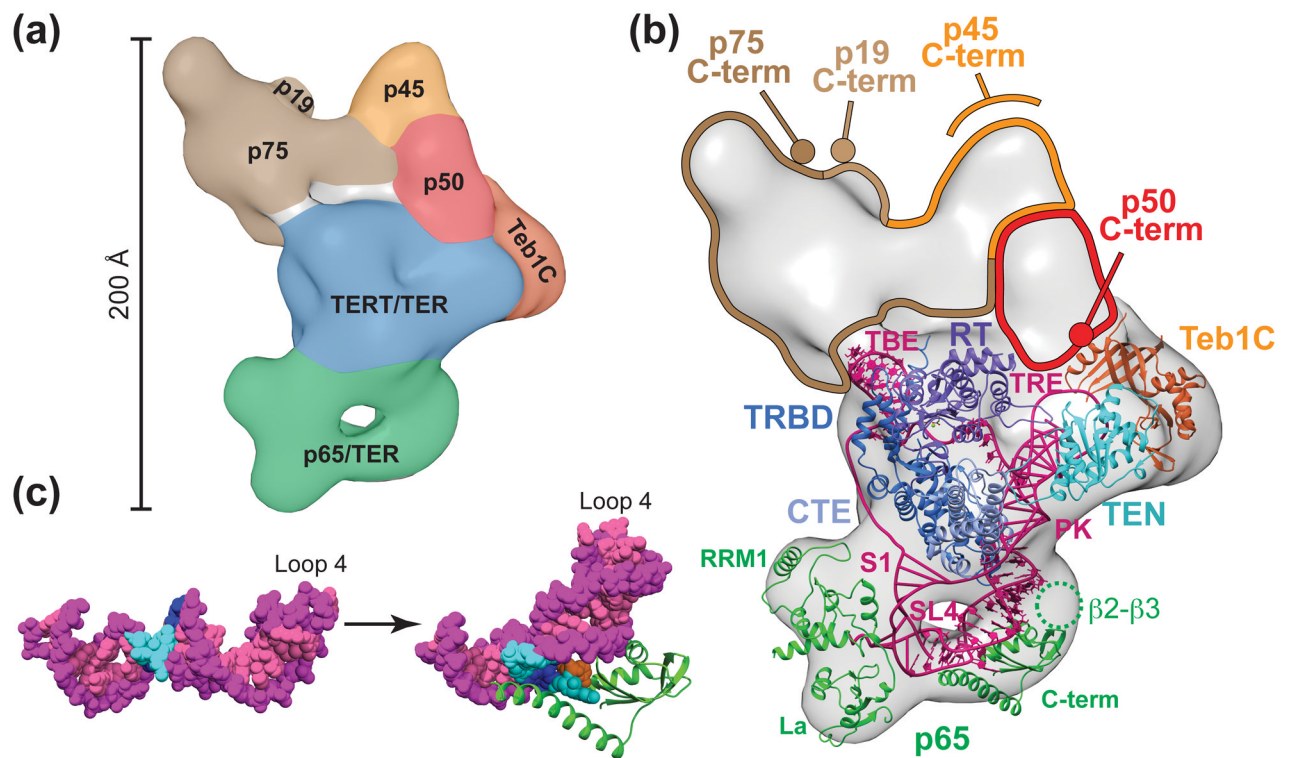 (a)
p19
p45
p75
p50
Teb1C
TERT/TER
200 Å
p65/TER
(b)
p75
C-term
p19
C-term
p45
C-term
p50
C-term
TBE
RT
TRE
Teb1C
TRBD
CTE
TEN
PK
RRM1
S1
SL4
β2-β3
C-term
La
p65
(c)
Loop 4
Loop 4